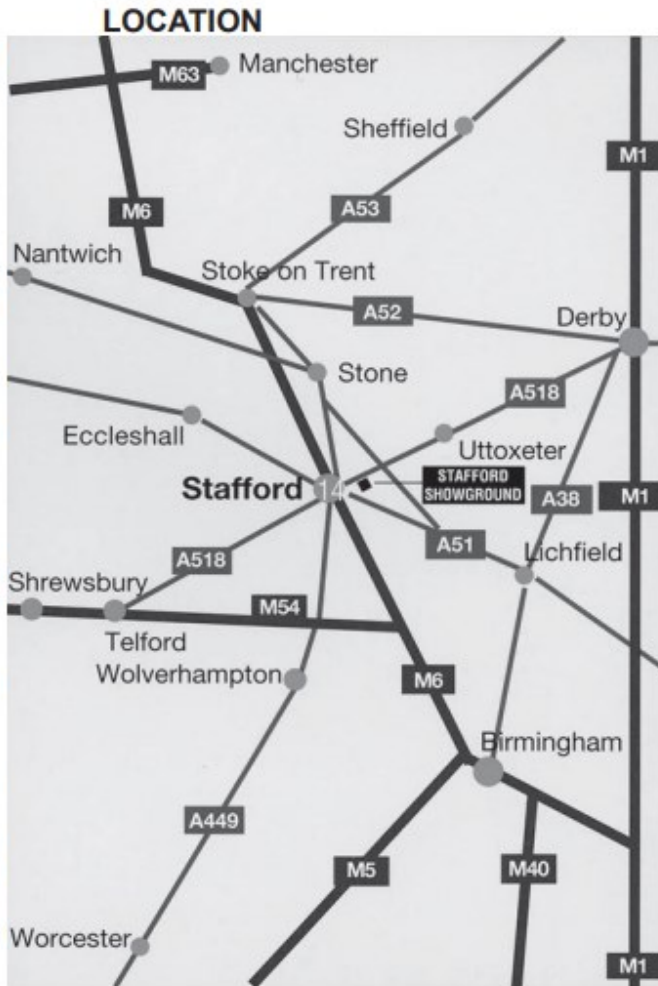 LOCATION
M63
Manchester
Sheffield
M1
M6
A53
Nantwich
Stoke on Trent
A52
Derby
Stone
A518
Eccleshall
Uttoxeter
Stafford
14
STAFFORD
SHOWGROUND
A38
M1
A518
A51
Lichfield
Shrewsbury
M54
Telford
Wolverhampton
M6
Birmingham
A449
M5
M40
Worcester
M1